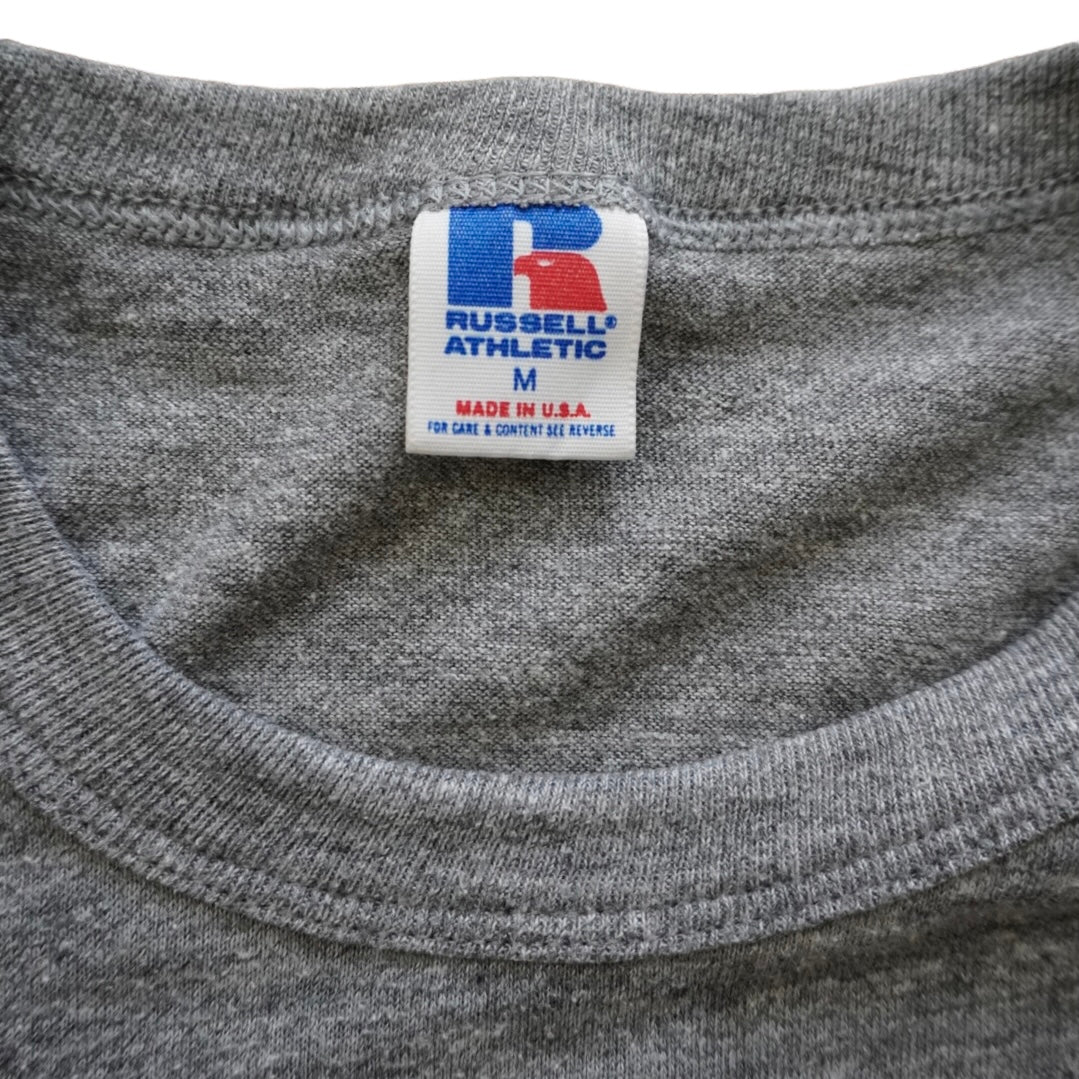 R
RUSSELL®
ATHLETIC
M
MADE IN U.S.A.
FOR CARE & CONTENT SEE REVERSE